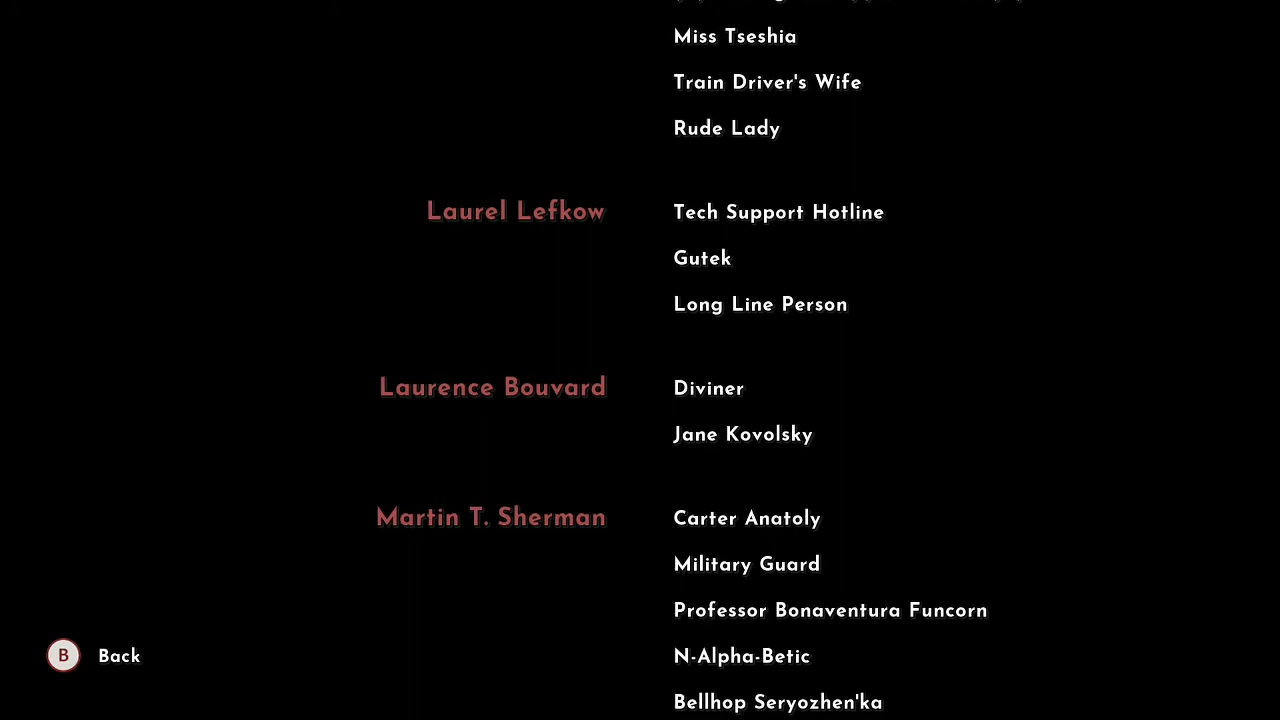 Miss Tseshia
Train Driver's Wife
Rude Lady
Laurel Lefkow
Tech Support Hotline
Gutek
Long Line Person
Laurence Bouvard
Diviner
Jane Kovolsky
Martin T. Sherman
Carter Anatoly
Military Guard
Professor Bonaventura Funcorn
N-Alpha-Betic
Bellhop Seryozhen'ka
B Back